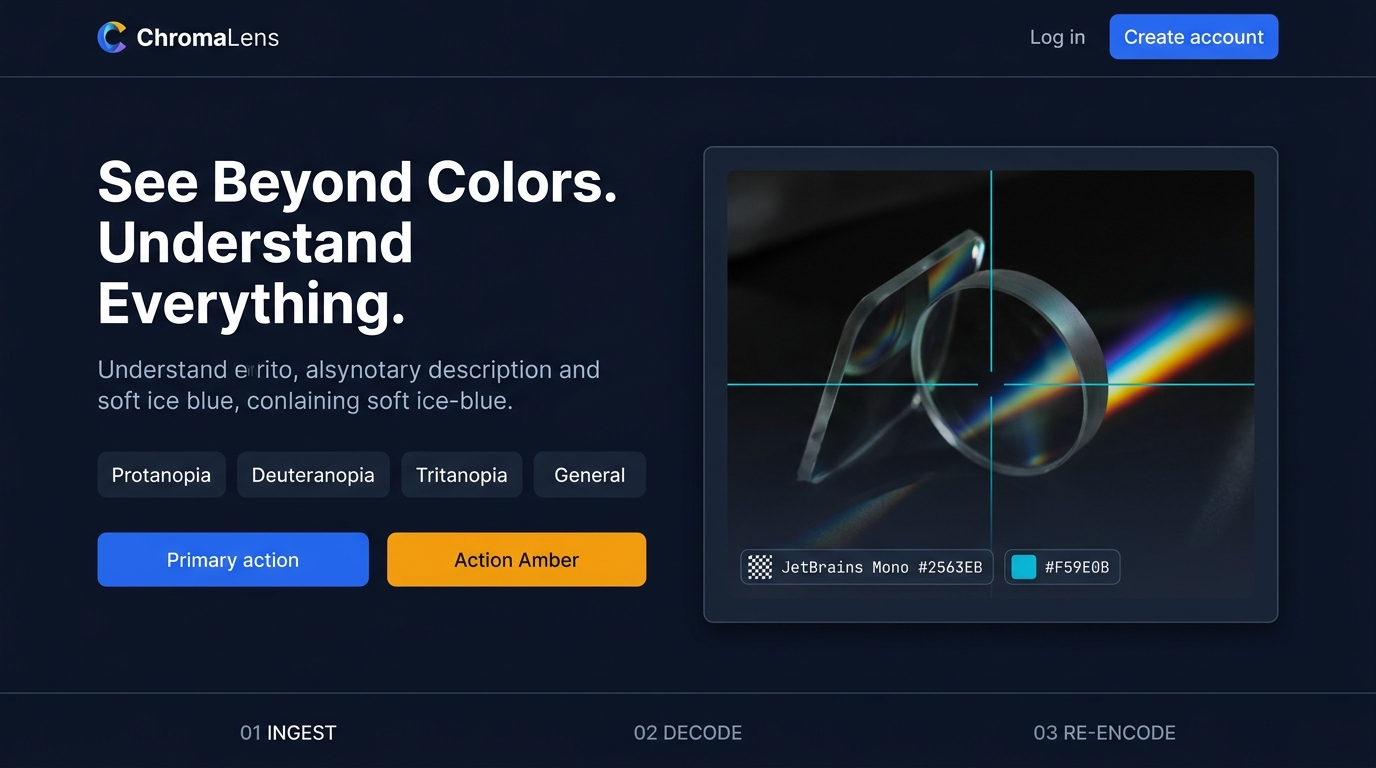 ChromaLens
Log in
Create account
See Beyond Colors.
Understand
Everything.
Understand rito, alsynotary description and
soft ice blue, conlaining soft ice-blue.
Protanopia
Deuteranopia
Tritanopia
General
Primary action
Action Amber
JetBrains Mono #2563EB
#F59E0B
01 INGEST
02 DECODE
03 RE-ENCODE